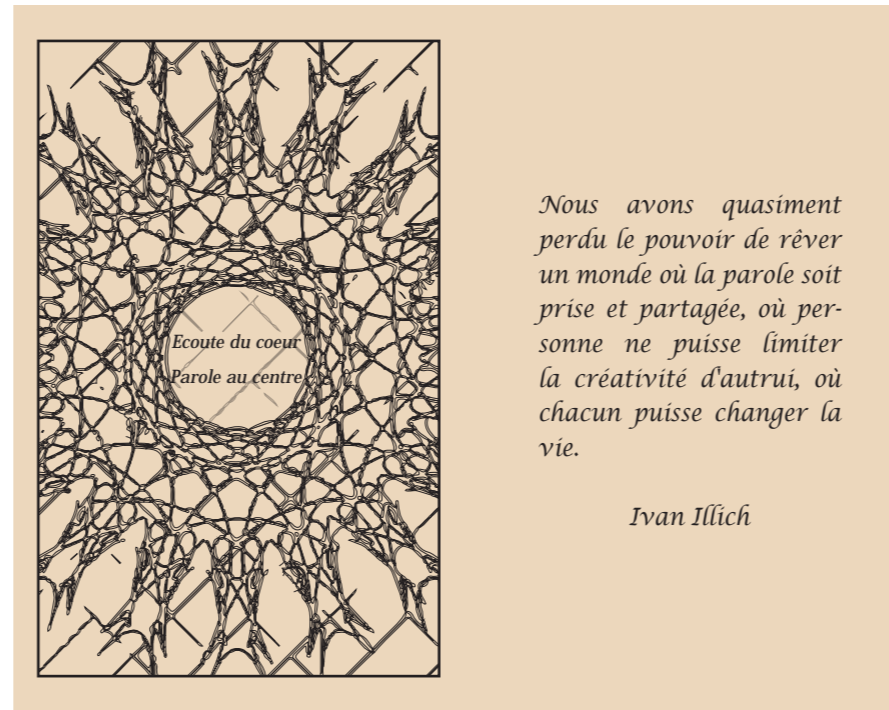 Ecoute du coeur
Parole au centre
Nous avons quasiment
perdu le pouvoir de rêver
un monde où la parole soit
prise et partagée, où per-
sonne ne puisse limiter
la créativité d'autrui, où
chacun puisse changer la
vie.
Ivan Illich